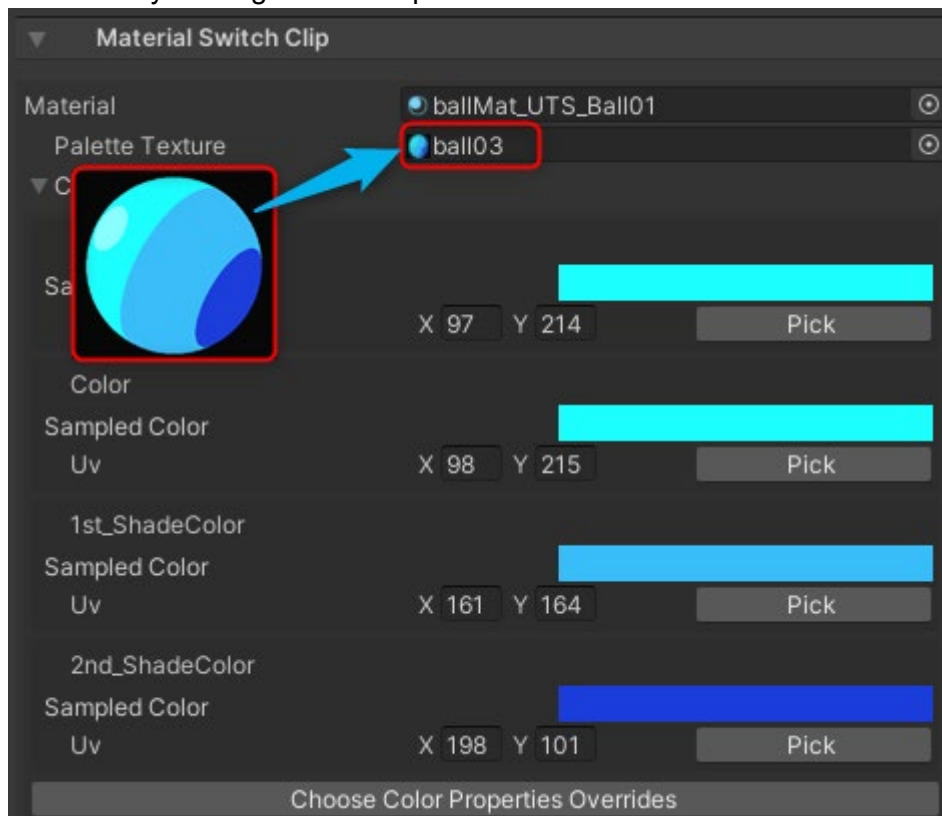 Material Switch Clip
Material ballMat_UTS_Ball01
Palette Texture ball03
C
Sa
X 97 Y 214 Pick
Color
Sampled Color
Uv X 98 Y 215 Pick
1st_ShadeColor
Sampled Color
Uv X 161 Y 164 Pick
2nd_ShadeColor
Sampled Color
Uv X 198 Y 101 Pick
Choose Color Properties Overrides